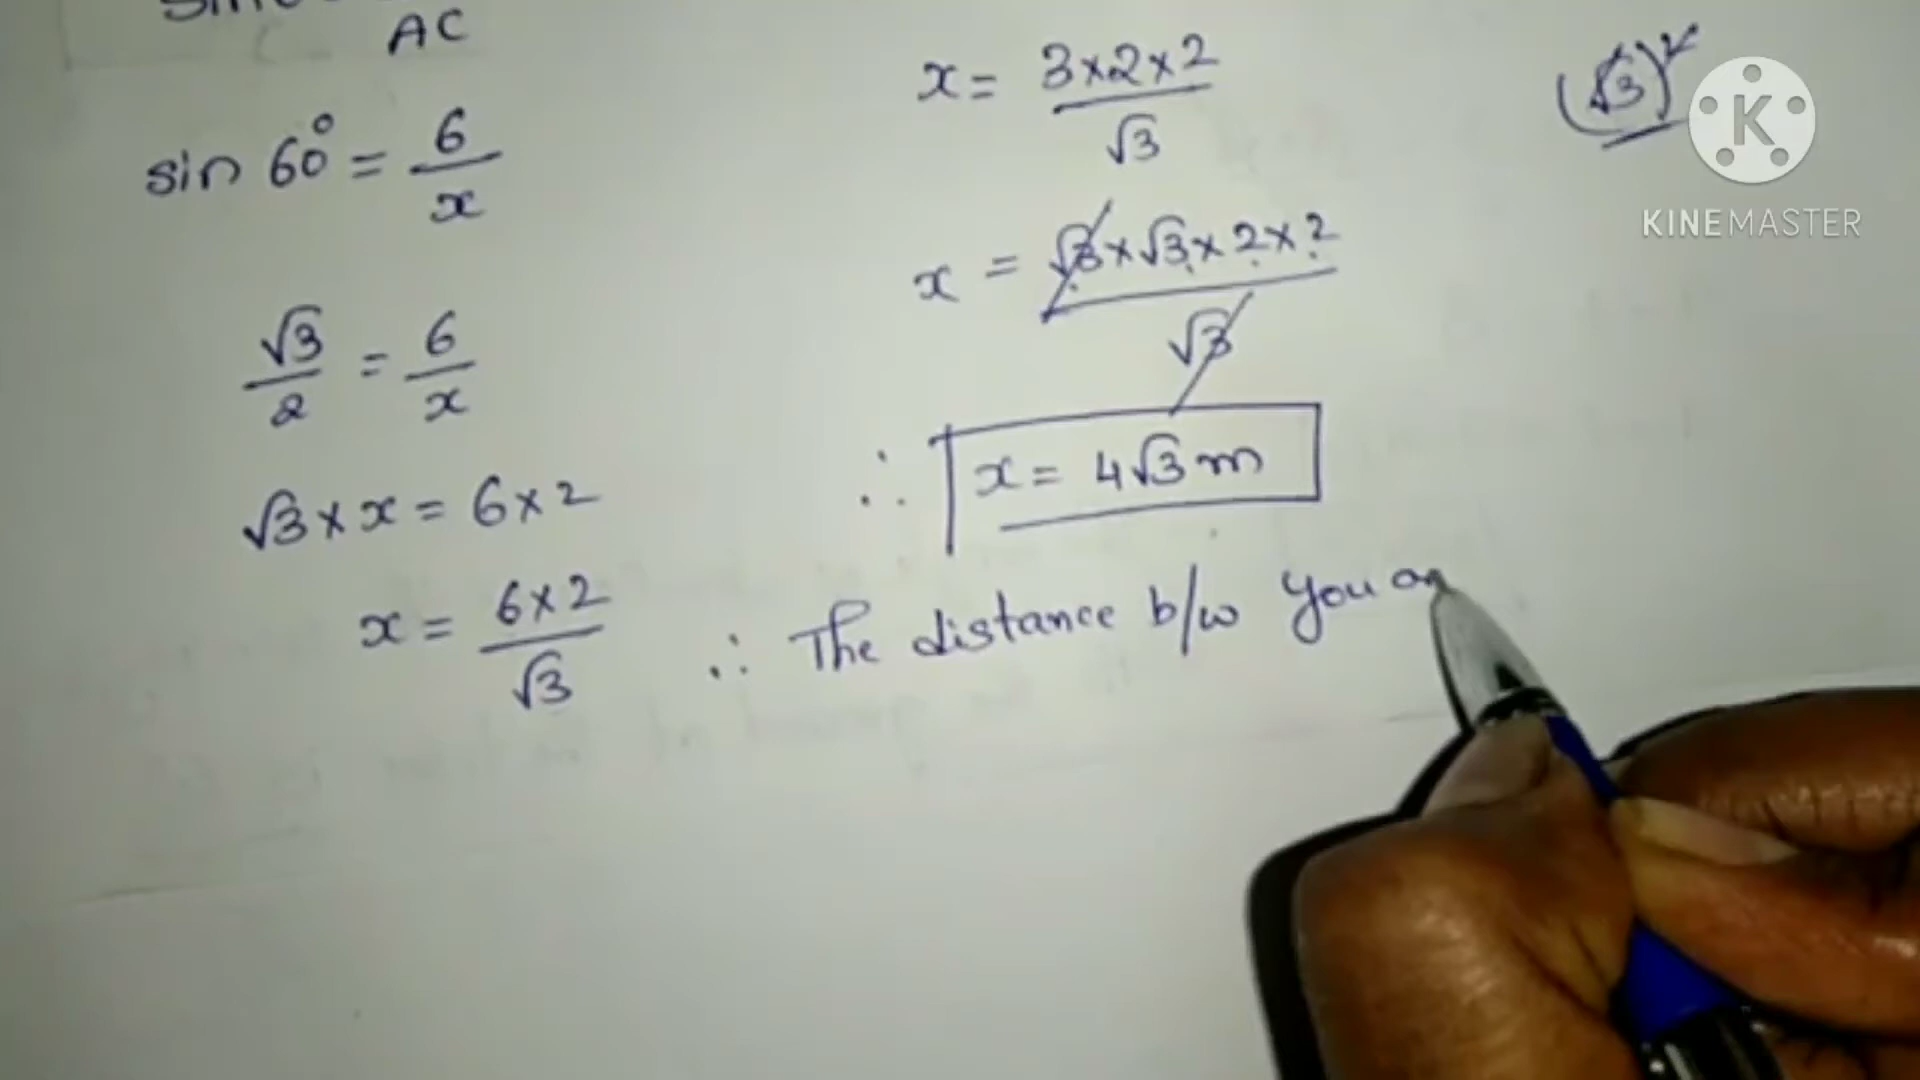 AC
sin 60° = 6/x
√3/2 = 6/x
√3 × x = 6 × 2
x = 6 × 2/√3
x = 3 × 2 × 2/√3
x = √3 × √3 × 2 × 2/√3
∴ x = 4√3 m
∴ The distance b/w you an
(√3)²
KINEMASTER